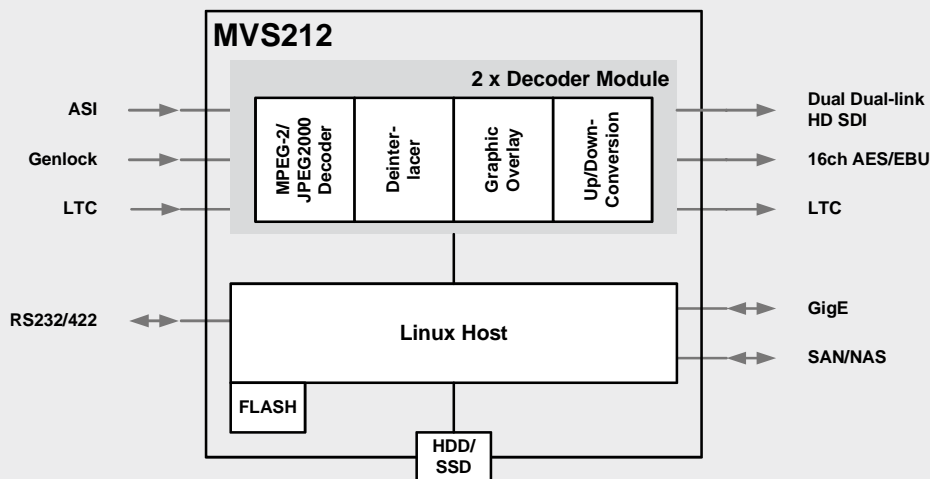 MVS212
2 x Decoder Module
ASI
Genlock
LTC
MPEG-2/
JPEG2000
Decoder
Deinter-
lacer
Graphic
Overlay
Up/Down-
Conversion
Dual Dual-link
HD SDI
16ch AES/EBU
LTC
RS232/422
Linux Host
GigE
SAN/NAS
FLASH
HDD/
SSD